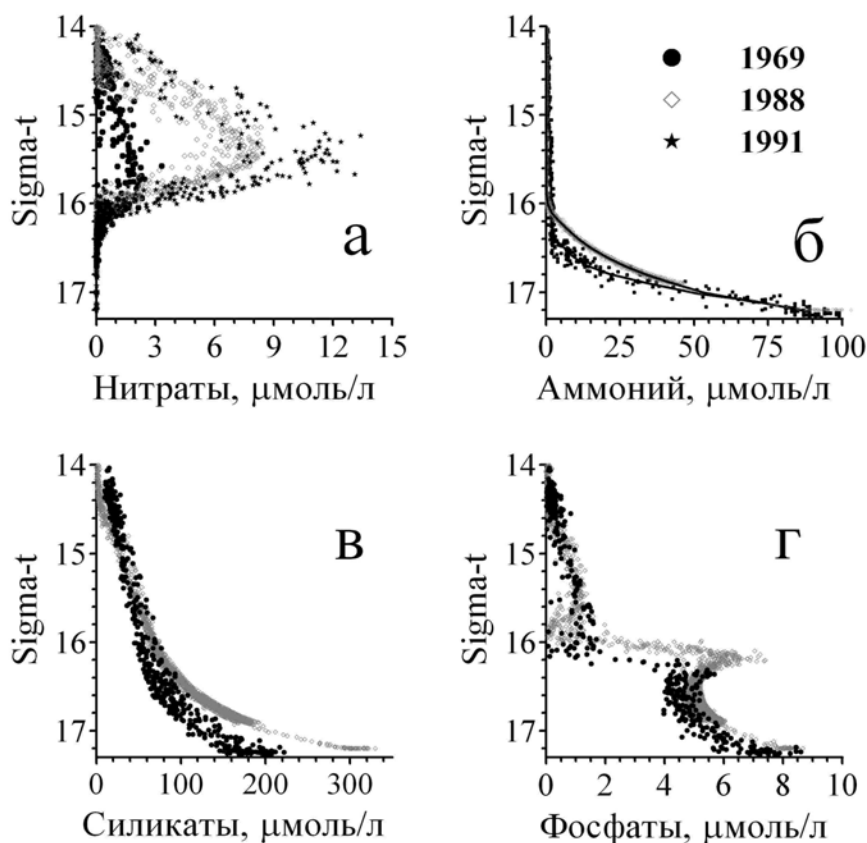 14
15
16
17
Sigma-t
а
0 3 6 9 12 15
Нитраты, μмоль/л
14
15
16
17
Sigma-t
1969
1988
1991
б
0 25 50 75 100
Аммоний, μмоль/л
14
15
16
17
Sigma-t
в
0 100 200 300
Силикаты, μмоль/л
14
15
16
17
Sigma-t
г
0 2 4 6 8 10
Фосфаты, μмоль/л